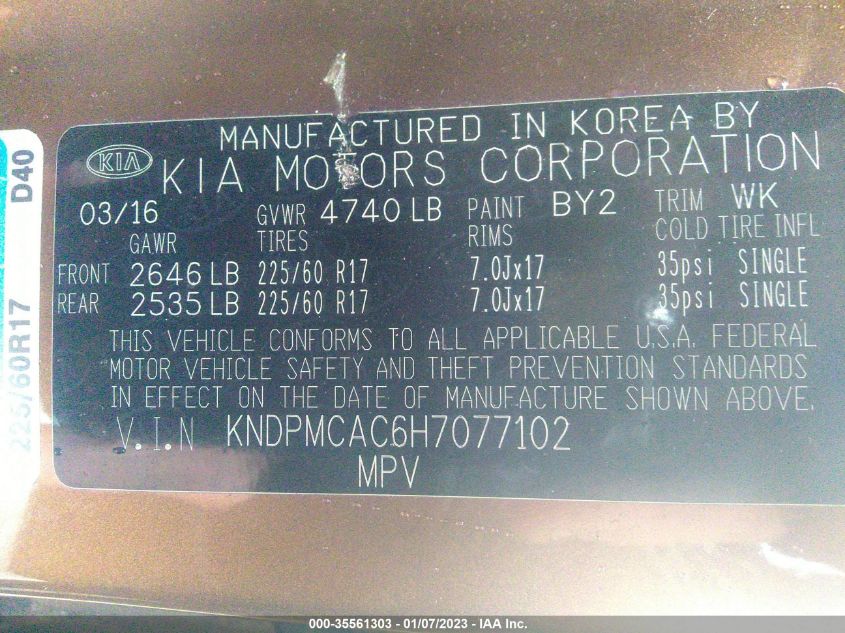 MANUFACTURED IN KOREA BY
KIA KIA MOTORS CORPORATION
03/16 GVWR 4740 LB PAINT BY2 TRIM WK
GAWR TIRES RIMS COLD TIRE INFL
FRONT 2646 LB 225/60 R17 7.0Jx17 35psi SINGLE
REAR 2535 LB 225/60 R17 7.0Jx17 35psi SINGLE
THIS VEHICLE CONFORMS TO ALL APPLICABLE U.S.A. FEDERAL
MOTOR VEHICLE SAFETY AND THEFT PREVENTION STANDARDS
IN EFFECT ON THE DATE OF MANUFACTURE SHOWN ABOVE.
V.I.N KNDPMCAC6H7077102
MPV
D40
225/60R17
000-35561303 — 01/07/2023 - IAA Inc.